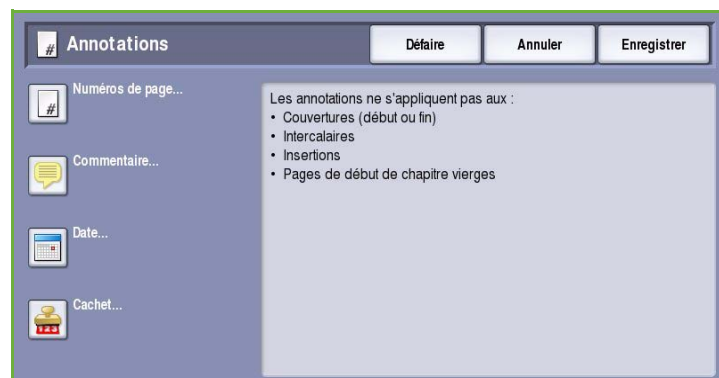 # Annotations
Défaire
Annuler
Enregistrer
# Numéros de page...
Commentaire...
Date...
123 Cachet...
Les annotations ne s'appliquent pas aux :
• Couvertures (début ou fin)
• Intercalaires
• Insertions
• Pages de début de chapitre vierges